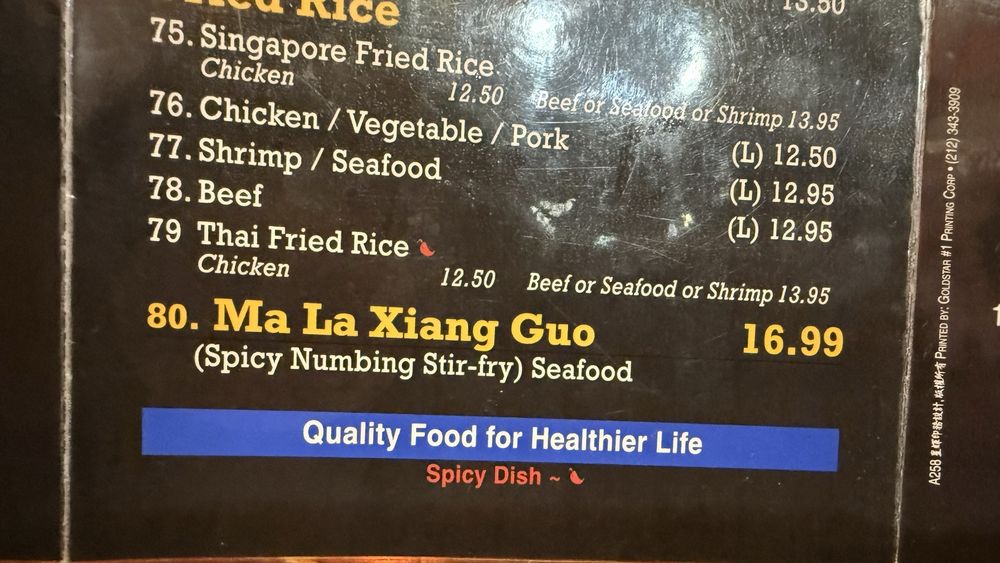 Fried Rice 13.50
75. Singapore Fried Rice
Chicken 12.50 Beef or Seafood or Shrimp 13.95
76. Chicken / Vegetable / Pork (L) 12.50
77. Shrimp / Seafood (L) 12.95
78. Beef (L) 12.95
79 Thai Fried Rice
Chicken 12.50 Beef or Seafood or Shrimp 13.95
80. Ma La Xiang Guo 16.99
(Spicy Numbing Stir-fry) Seafood
Quality Food for Healthier Life
Spicy Dish ~
A258 PRINTED BY: GOLDSTAR #1 PRINTING CORP • (212) 343-3909